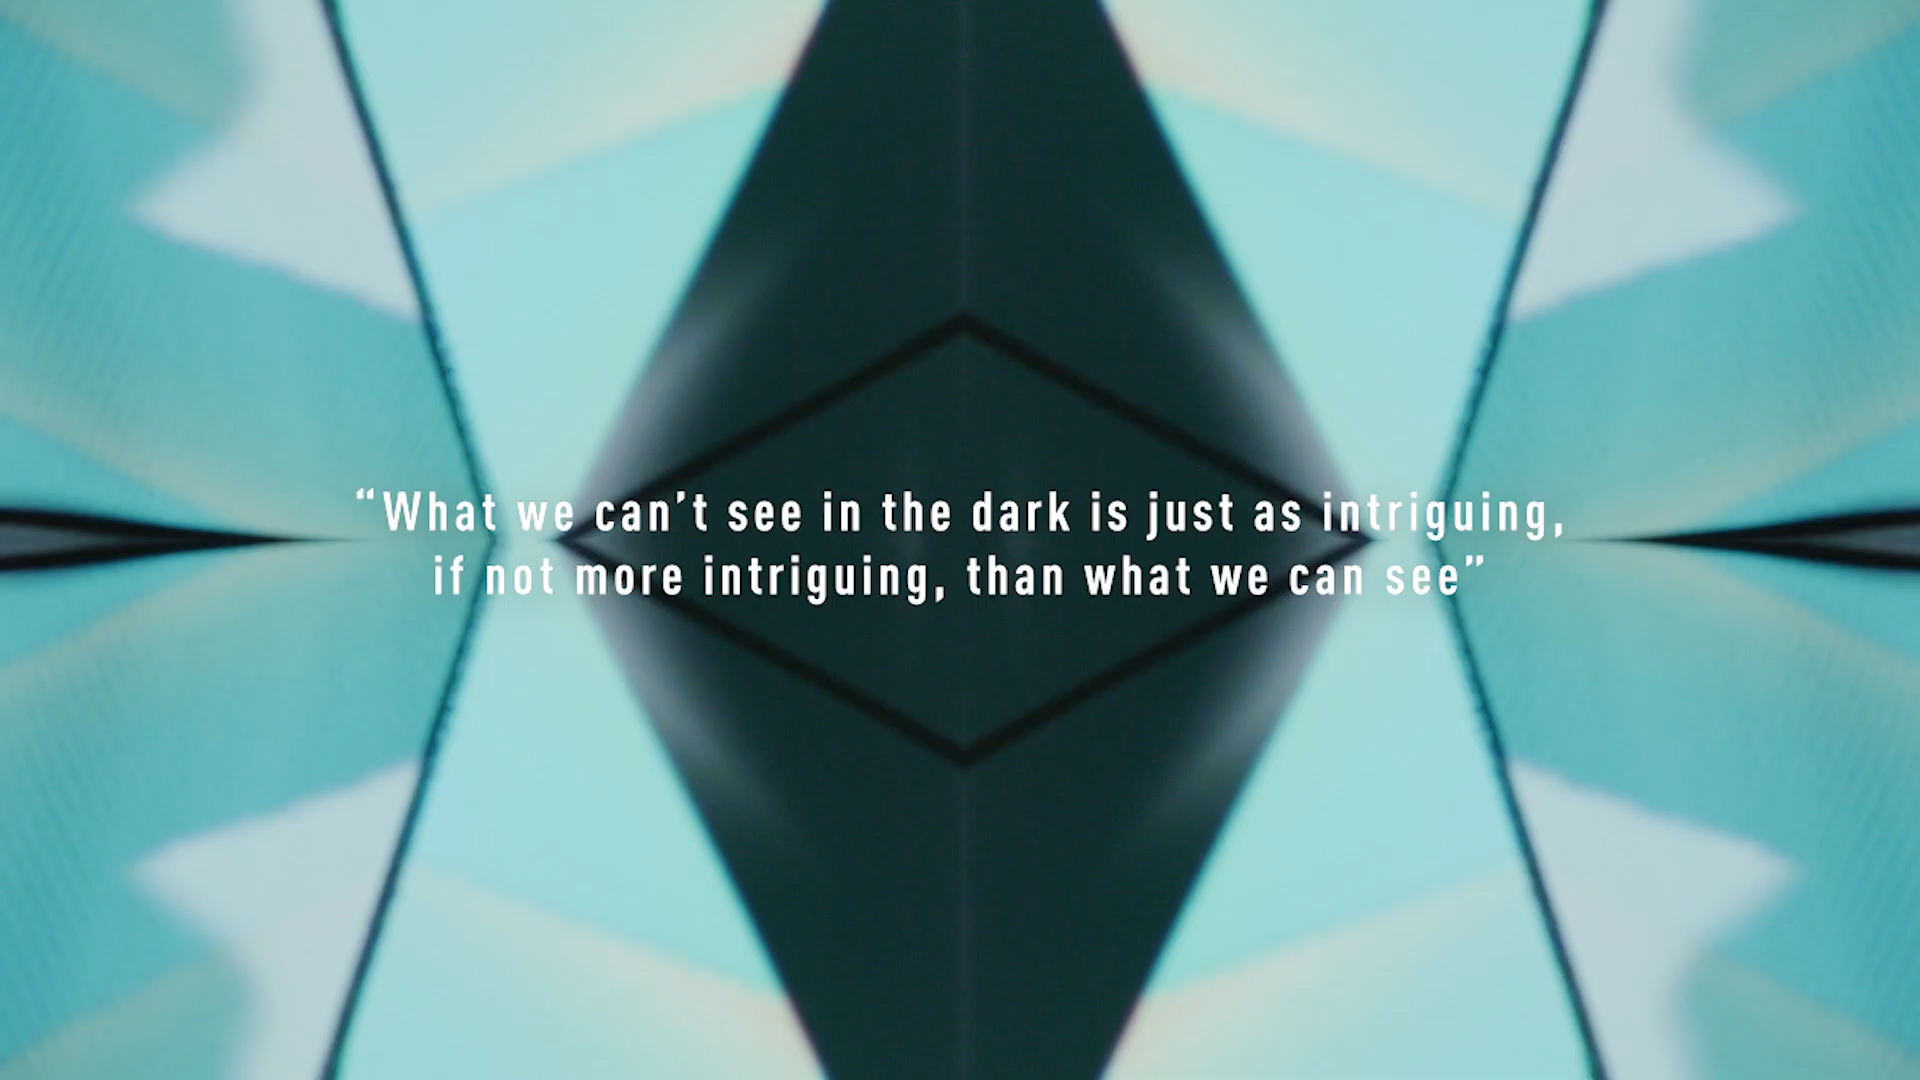 “What we can’t see in the dark is just as intriguing,
if not more intriguing, than what we can see”